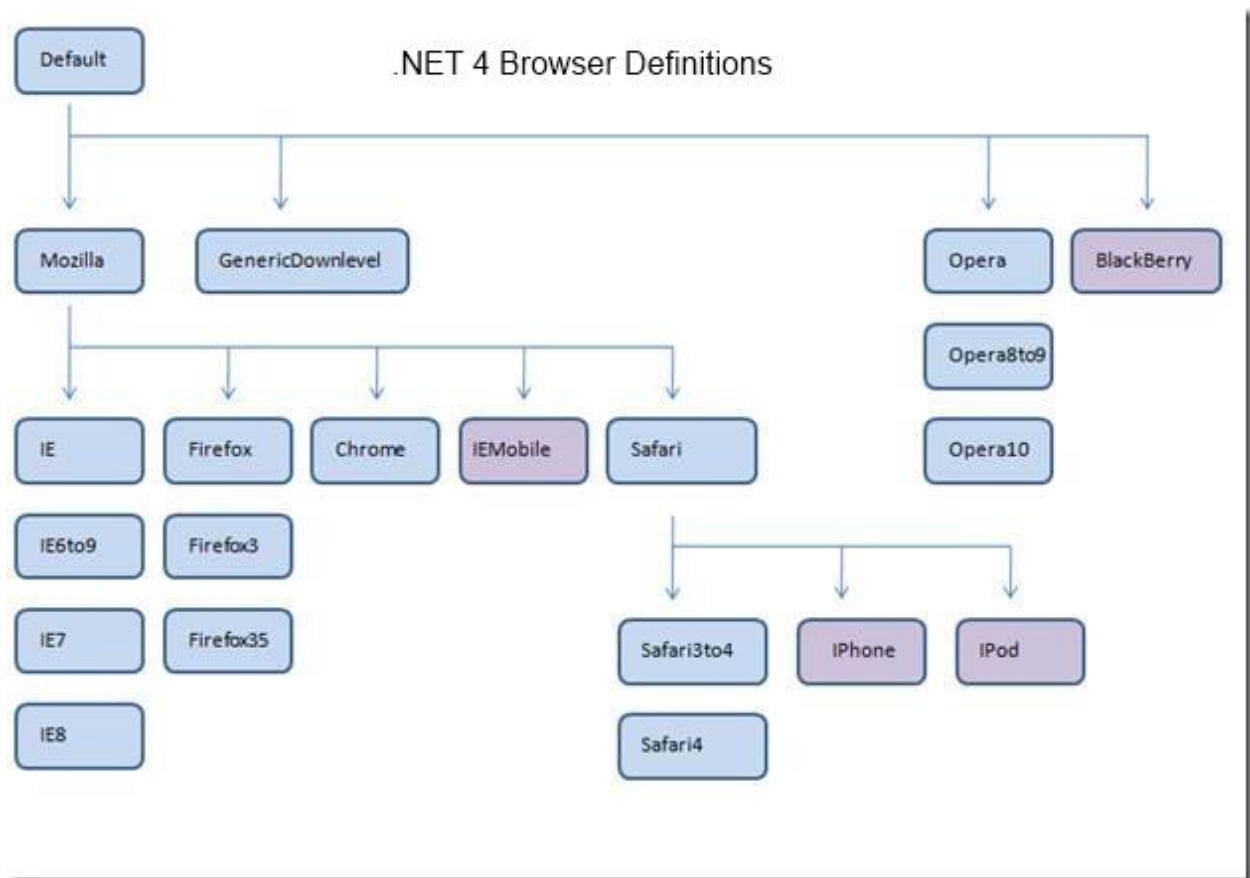 Default
.NET 4 Browser Definitions
Mozilla
GenericDownlevel
Opera
BlackBerry
Opera8to9
IE
Firefox
Chrome
IEMobile
Safari
Opera10
IE6to9
Firefox3
IE7
Firefox35
Safari3to4
IPhone
IPod
IE8
Safari4